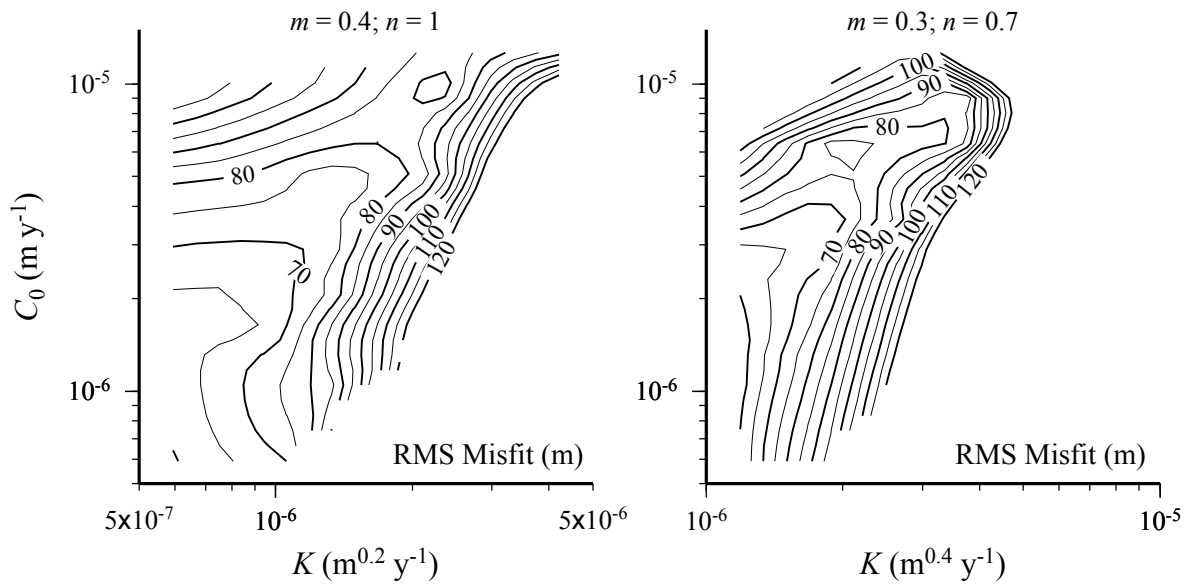 m = 0.4; n = 1
m = 0.3; n = 0.7
10⁻⁵
10⁻⁶
C₀ (m y⁻¹)
80
70
80
90
100
110
120
RMS Misfit (m)
5x10⁻⁷
10⁻⁶
5x10⁻⁶
K (m⁰·² y⁻¹)
10⁻⁵
10⁻⁶
100
90
80
70
80
90
100
110
120
RMS Misfit (m)
10⁻⁶
10⁻⁵
K (m⁰·⁴ y⁻¹)